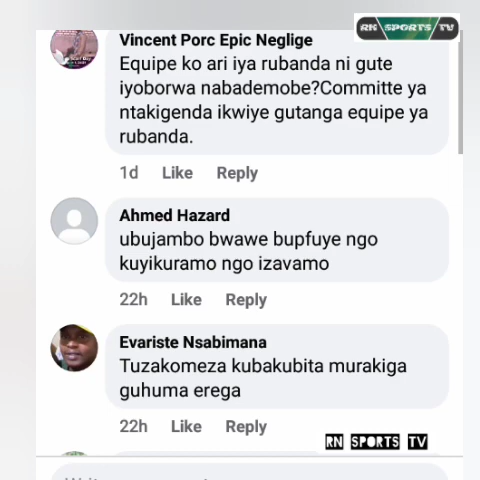 RN SPORTS TV
Vincent Porc Epic Neglige
Equipe ko ari iya rubanda ni gute
iyoborwa nabademobe?Committe ya
ntakigenda ikwiye gutanga equipe ya
rubanda.
1d Like Reply
Ahmed Hazard
ubujambo bwawe bupfuye ngo
kuyikuramo ngo izavamo
22h Like Reply
Evariste Nsabimana
Tuzakomeza kubakubita murakiga
guhuma erega
22h Like Reply
RN SPORTS TV